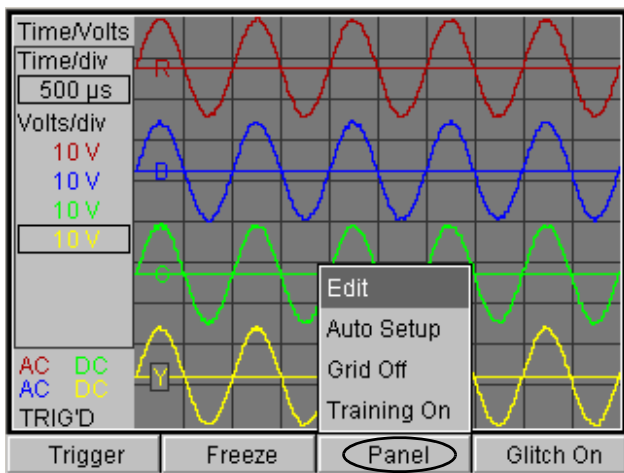 Time/Volts
Time/div
500 µs
Volts/div
10 V
10 V
10 V
10 V
AC DC
AC DC
TRIG'D
R
B
G
Y
Edit
Auto Setup
Grid Off
Training On
Trigger
Freeze
Panel
Glitch On